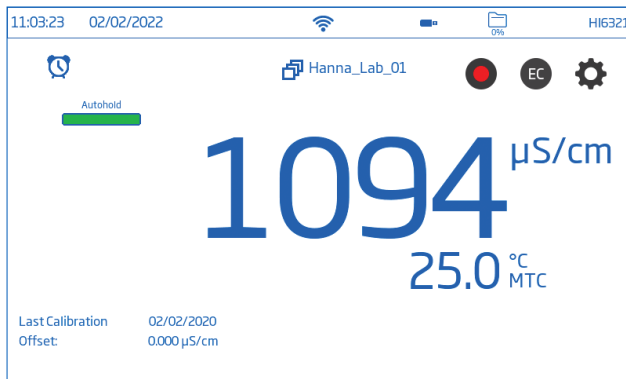 11:03:23 02/02/2022 0% HI6321
Hanna_Lab_01 EC
Autohold
1094 µS/cm
25.0 °C
MTC
Last Calibration 02/02/2020
Offset: 0.000 µS/cm